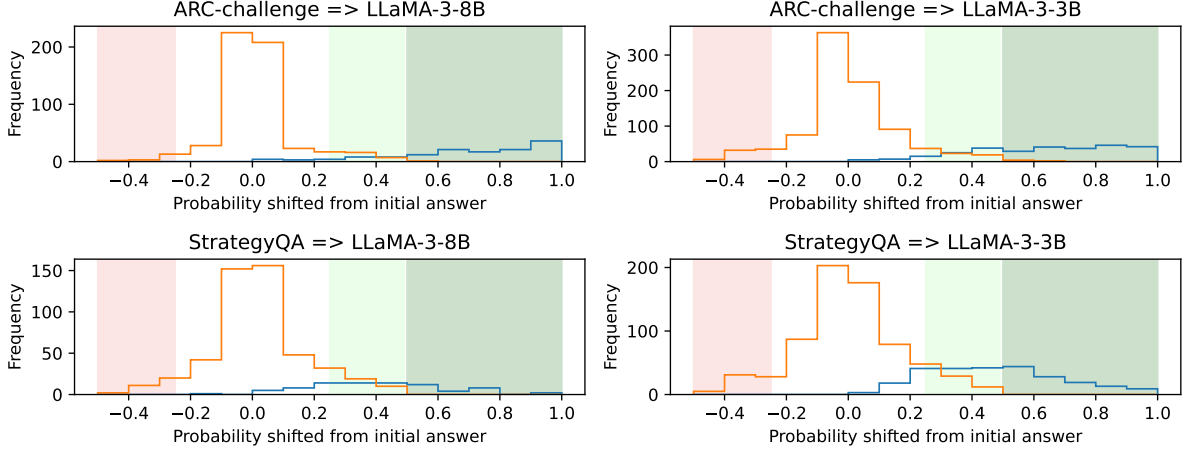 ARC-challenge => LLaMA-3-8B
Frequency
200
100
0
−0.4 −0.2 0.0 0.2 0.4 0.6 0.8 1.0
Probability shifted from initial answer
ARC-challenge => LLaMA-3-3B
Frequency
300
200
100
0
−0.4 −0.2 0.0 0.2 0.4 0.6 0.8 1.0
Probability shifted from initial answer
StrategyQA => LLaMA-3-8B
Frequency
150
100
50
0
−0.4 −0.2 0.0 0.2 0.4 0.6 0.8 1.0
Probability shifted from initial answer
StrategyQA => LLaMA-3-3B
Frequency
200
100
0
−0.4 −0.2 0.0 0.2 0.4 0.6 0.8 1.0
Probability shifted from initial answer